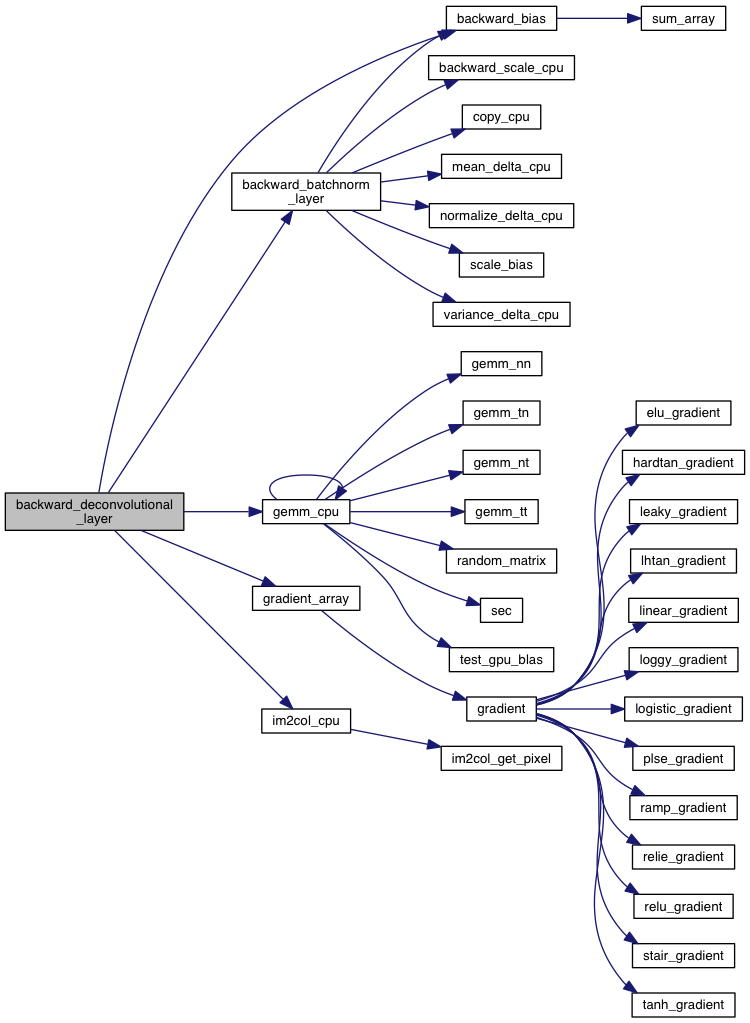 backward_deconvolutional
_layer
backward_bias
sum_array
backward_batchnorm
_layer
backward_scale_cpu
copy_cpu
mean_delta_cpu
normalize_delta_cpu
scale_bias
variance_delta_cpu
gemm_cpu
gemm_nn
gemm_tn
gemm_nt
gemm_tt
random_matrix
sec
test_gpu_blas
gradient_array
gradient
elu_gradient
hardtan_gradient
leaky_gradient
lhtan_gradient
linear_gradient
loggy_gradient
logistic_gradient
plse_gradient
ramp_gradient
relie_gradient
relu_gradient
stair_gradient
tanh_gradient
im2col_cpu
im2col_get_pixel